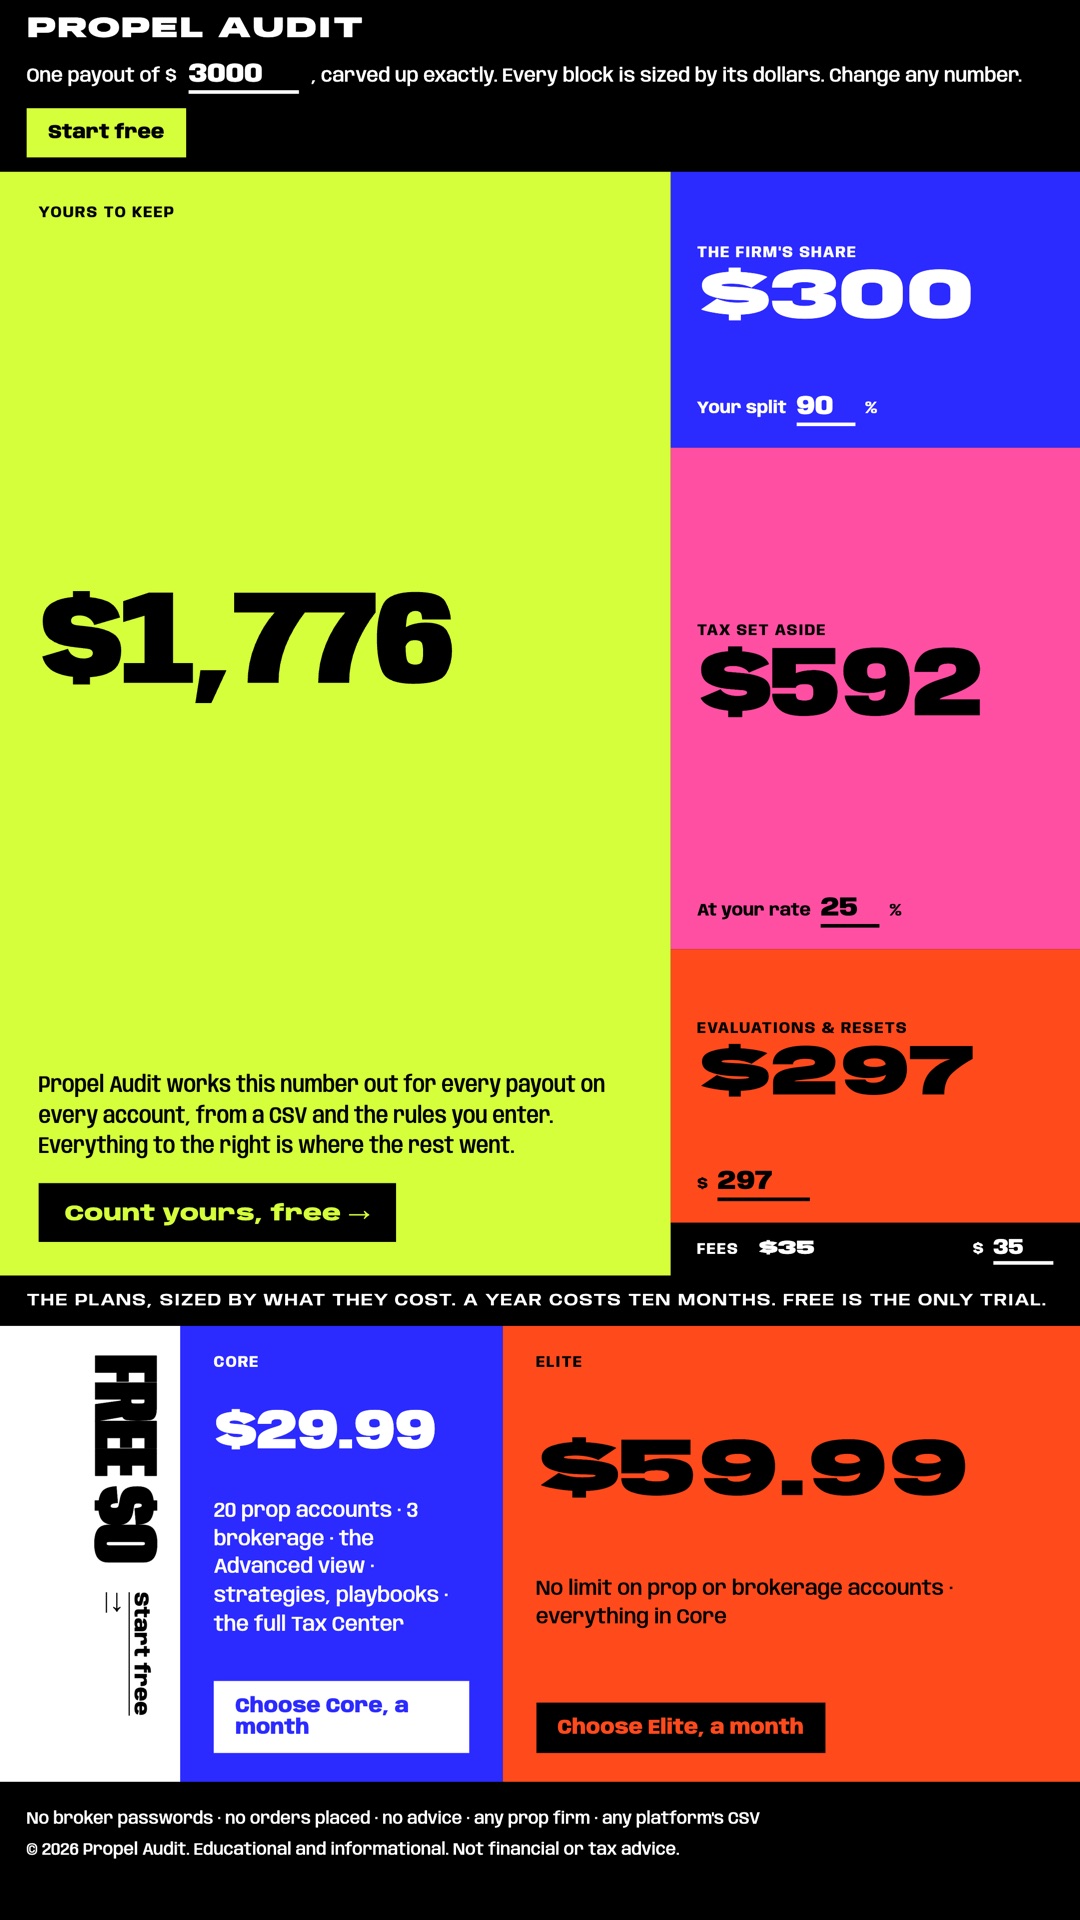 PROPEL AUDIT
One payout of $ 3000 , carved up exactly. Every block is sized by its dollars. Change any number.
Start free
YOURS TO KEEP
$1,776
Propel Audit works this number out for every payout on
every account, from a CSV and the rules you enter.
Everything to the right is where the rest went.
Count yours, free →
THE FIRM'S SHARE
$300
Your split 90 %
TAX SET ASIDE
$592
At your rate 25 %
EVALUATIONS & RESETS
$297
$ 297
FEES $35 $ 35
THE PLANS, SIZED BY WHAT THEY COST. A YEAR COSTS TEN MONTHS. FREE IS THE ONLY TRIAL.
FREE $0
start free
→
CORE
$29.99
20 prop accounts · 3
brokerage · the
Advanced view ·
strategies, playbooks ·
the full Tax Center
Choose Core, a
month
ELITE
$59.99
No limit on prop or brokerage accounts ·
everything in Core
Choose Elite, a month
No broker passwords · no orders placed · no advice · any prop firm · any platform's CSV
© 2026 Propel Audit. Educational and informational. Not financial or tax advice.